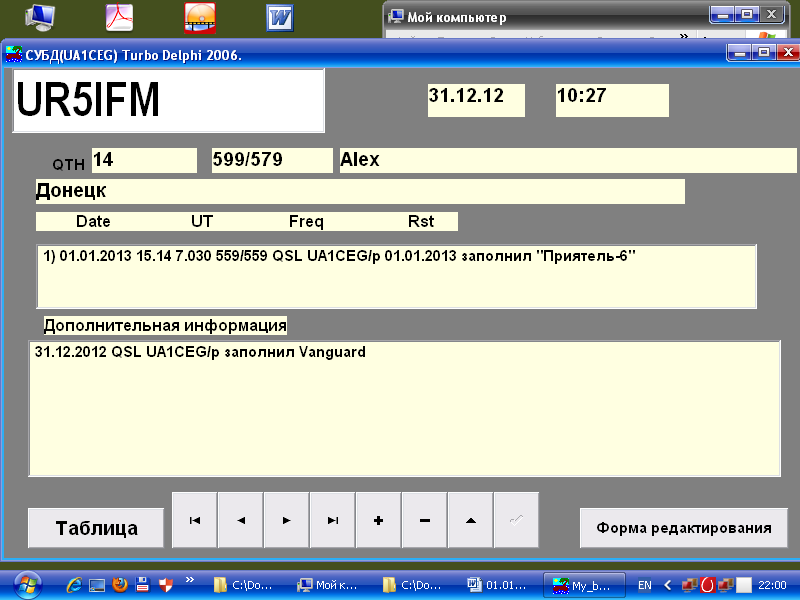 Мой компьютер
СУБД(UA1CEG) Turbo Delphi 2006.
UR5IFM
31.12.12
10:27
QTH 14 599/579 Alex
Донецк
Date UT Freq Rst
1) 01.01.2013 15.14 7.030 559/559 QSL UA1CEG/p 01.01.2013 заполнил "Приятель-6"
Дополнительная информация
31.12.2012 QSL UA1CEG/p заполнил Vanguard
Таблица
Форма редактирования
C:\Do... Мой к... C:\Do... 01.01... My_b... EN 22:00